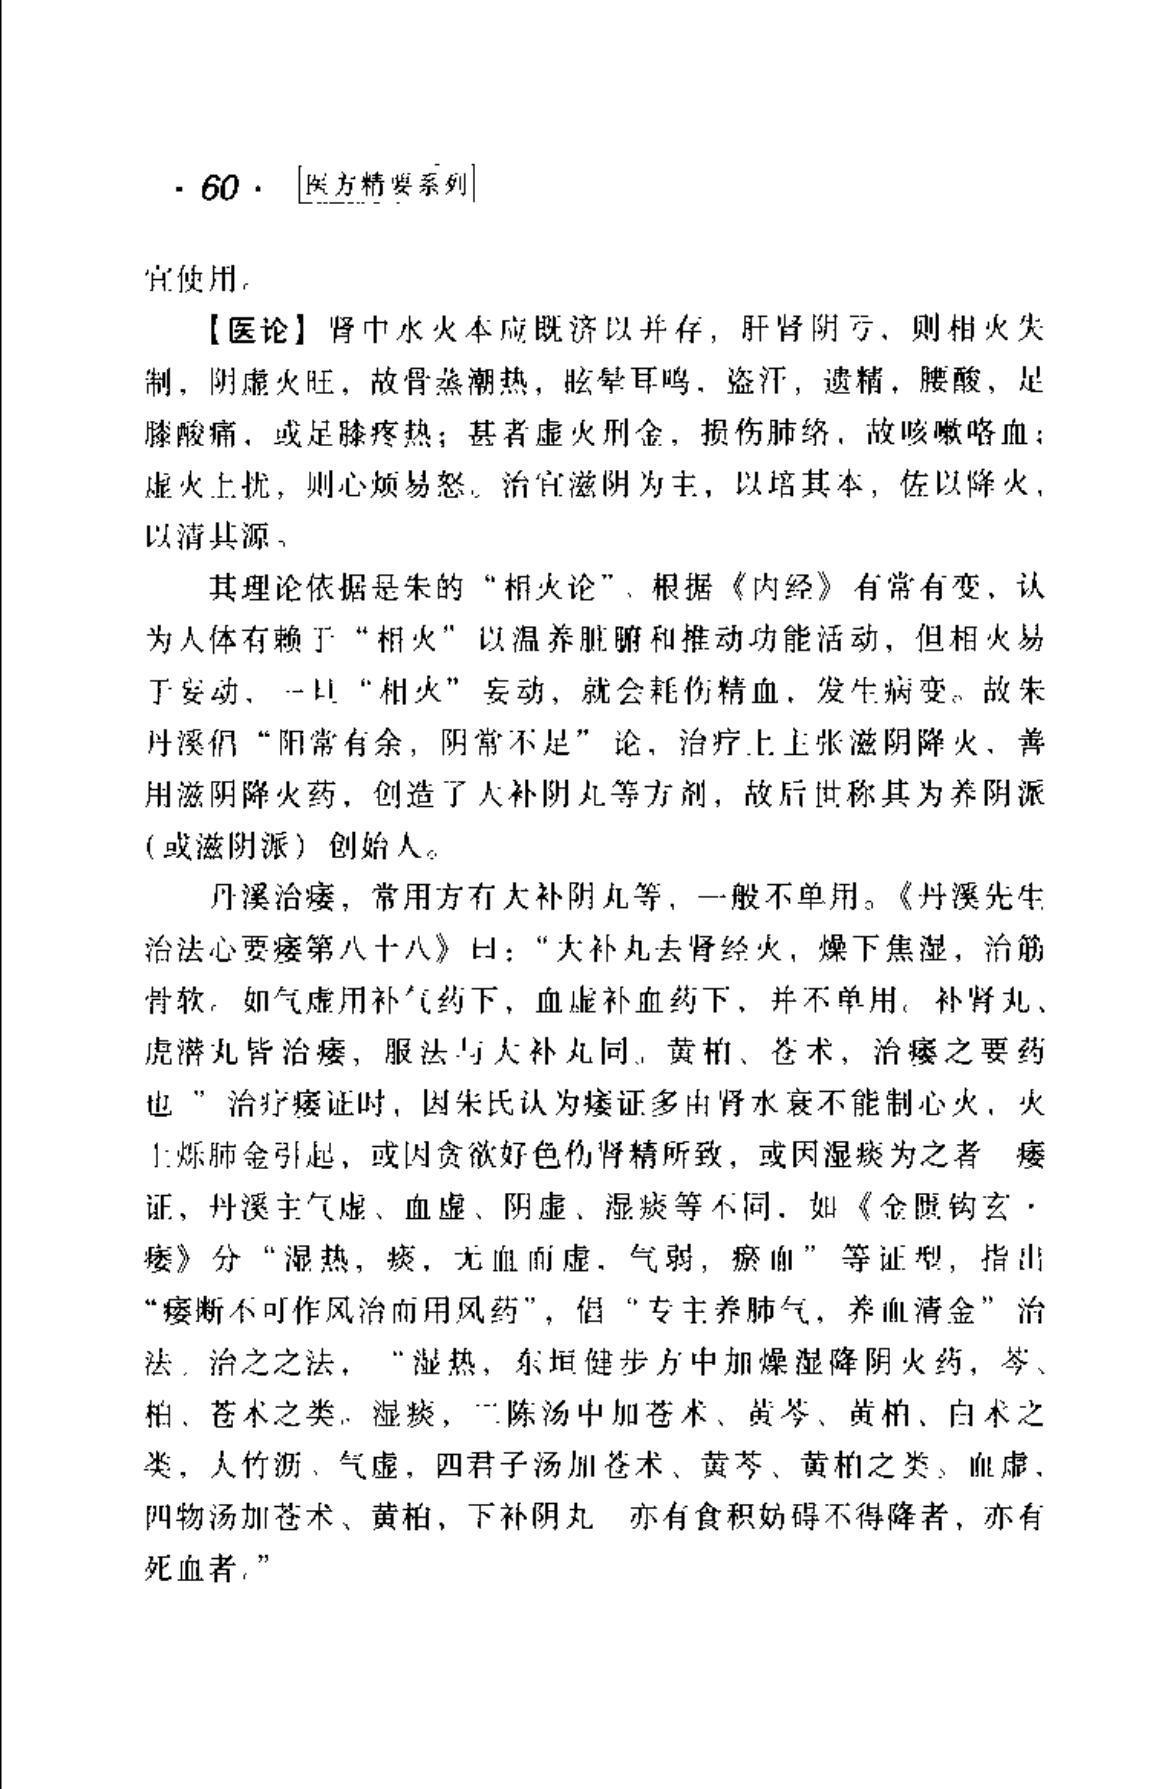 · 60 · 医方精要系列
宜使用。
【医论】肾中水火本应既济以并存，肝肾阴亏，则相火失
制，阴虚火旺，故骨蒸潮热，眩晕耳鸣，盗汗，遗精，腰酸，足
膝酸痛，或足膝疼热；甚者虚火刑金，损伤肺络，故咳嗽咯血；
虚火上扰，则心烦易怒。治宜滋阴为主，以培其本，佐以降火，
以清其源。
其理论依据是朱的“相火论”、根据《内经》有常有变，认
为人体有赖于“相火”以温养脏腑和推动功能活动，但相火易
于妄动，一旦“相火”妄动，就会耗伤精血，发生病变。故朱
丹溪倡“阳常有余，阴常不足”论，治疗上主张滋阴降火、善
用滋阴降火药，创造了大补阴丸等方剂，故后世称其为养阴派
（或滋阴派）创始人。
丹溪治痿，常用方有大补阴丸等，一般不单用。《丹溪先生
治法心要痿第八十八》曰：“大补丸去肾经火，燥下焦湿，治筋
骨软。如气虚用补气药下，血虚补血药下，并不单用。补肾丸、
虎潜丸皆治痿，服法与大补丸同。黄柏、苍术，治痿之要药
也 ”治疗痿证时，因朱氏认为痿证多由肾水衰不能制心火，火
上烁肺金引起，或因贪欲好色伤肾精所致，或因湿痰为之者 痿
证，丹溪主气虚、血虚、阴虚、湿痰等不同，如《金匮钩玄·
痿》分“湿热，痰，无血而虚，气弱，瘀血”等证型，指出
“痿断不可作风治而用风药”，倡“专主养肺气，养血清金”治
法。治之之法，“湿热，东垣健步方中加燥湿降阴火药，芩、
柏、苍术之类。湿痰，二陈汤中加苍术、黄芩、黄柏、白术之
类，入竹沥。气虚，四君子汤加苍术、黄芩、黄柏之类。血虚，
四物汤加苍术、黄柏，下补阴丸 亦有食积妨碍不得降者，亦有
死血者。”